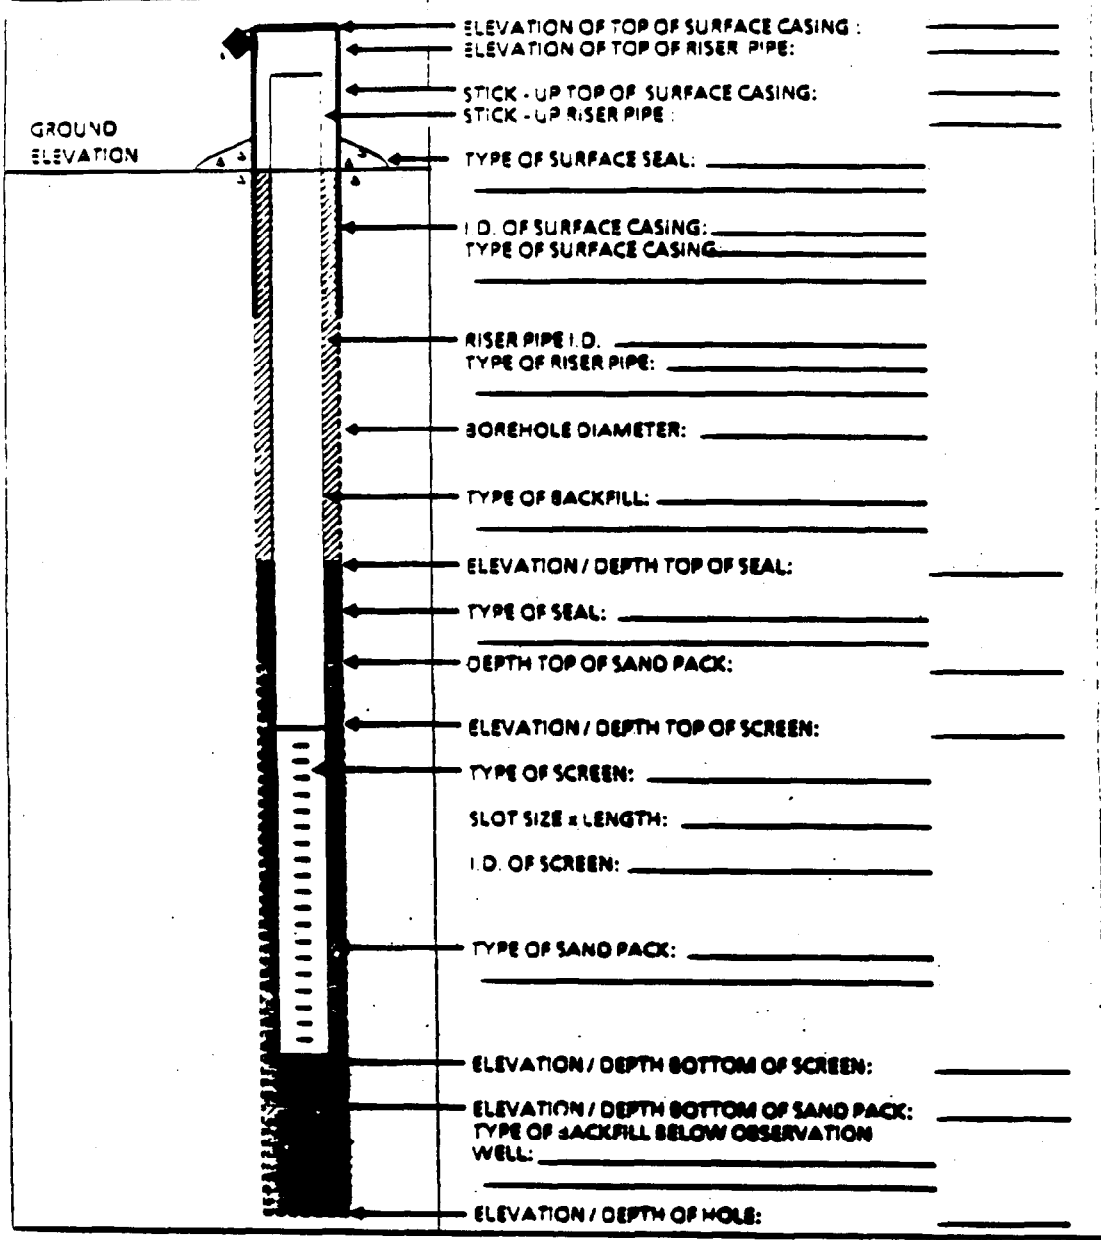 ELEVATION OF TOP OF SURFACE CASING :
ELEVATION OF TOP OF RISER PIPE:
STICK - UP TOP OF SURFACE CASING:
STICK - UP RISER PIPE :
GROUND
ELEVATION
TYPE OF SURFACE SEAL:
I.D. OF SURFACE CASING:
TYPE OF SURFACE CASING:
RISER PIPE I.D.
TYPE OF RISER PIPE:
BOREHOLE DIAMETER:
TYPE OF BACKFILL:
ELEVATION / DEPTH TOP OF SEAL:
TYPE OF SEAL:
DEPTH TOP OF SAND PACK:
ELEVATION / DEPTH TOP OF SCREEN:
TYPE OF SCREEN:
SLOT SIZE x LENGTH:
I.D. OF SCREEN:
TYPE OF SAND PACK:
ELEVATION / DEPTH BOTTOM OF SCREEN:
ELEVATION / DEPTH BOTTOM OF SAND PACK:
TYPE OF BACKFILL BELOW OBSERVATION
WELL:
ELEVATION / DEPTH OF HOLE: